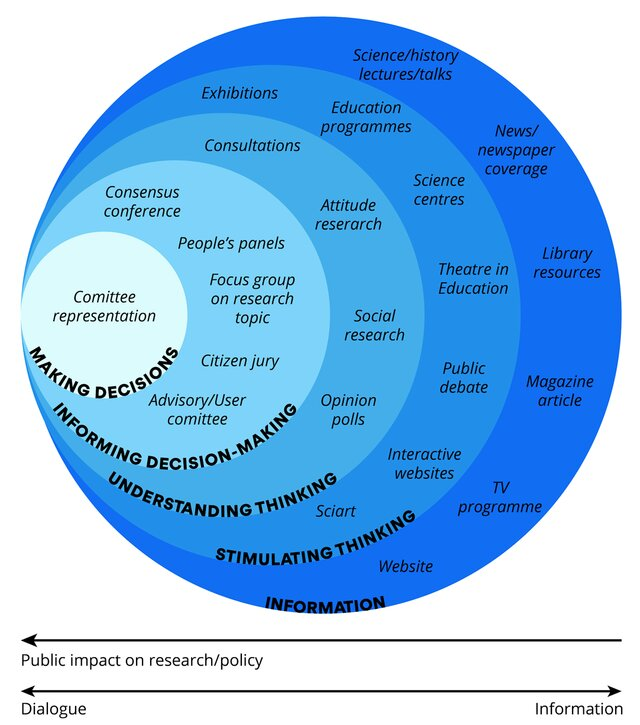 Science/history
lectures/talks
Exhibitions
Education
programmes
News/
newspaper
coverage
Consultations
Science
centres
Consensus
conference
Attitude
reserarch
People's panels
Library
resources
Theatre in
Education
Focus group
on research
topic
Comittee
representation
Social
research
MAKING DECISIONS
Citizen jury
Public
debate
Magazine
article
Advisory/User
comittee
Opinion
polls
INFORMING DECISION-MAKING
Interactive
websites
UNDERSTANDING THINKING
TV
programme
Sciart
STIMULATING THINKING
Website
INFORMATION
Public impact on research/policy
Dialogue
Information